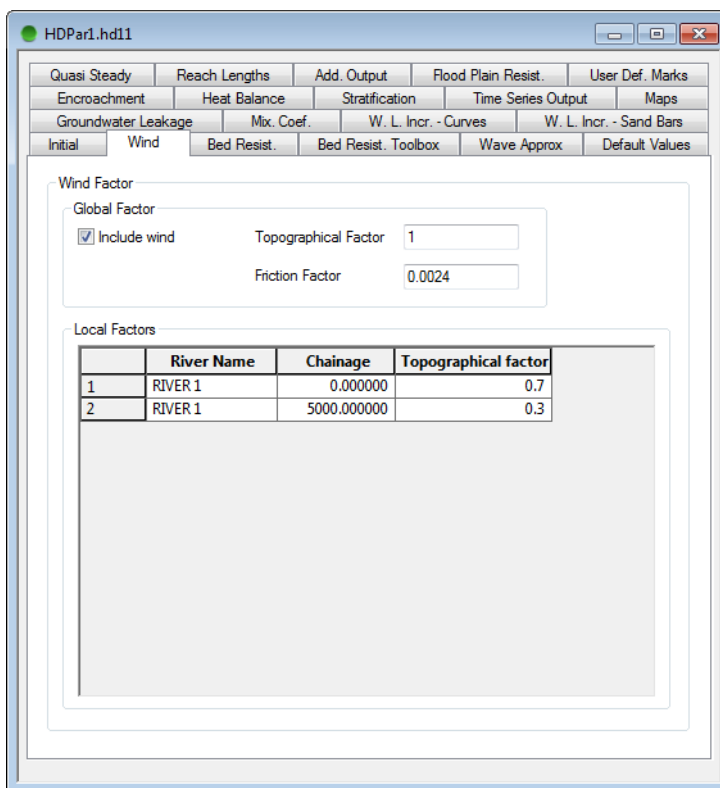 HDPar1.hd11
Quasi Steady Reach Lengths Add. Output Flood Plain Resist. User Def. Marks
Encroachment Heat Balance Stratification Time Series Output Maps
Groundwater Leakage Mix. Coef. W. L. Incr. - Curves W. L. Incr. - Sand Bars
Initial Wind Bed Resist. Bed Resist. Toolbox Wave Approx Default Values
Wind Factor
Global Factor
Include wind Topographical Factor 1
Friction Factor 0.0024
Local Factors
River Name Chainage Topographical factor
1 RIVER 1 0.000000 0.7
2 RIVER 1 5000.000000 0.3